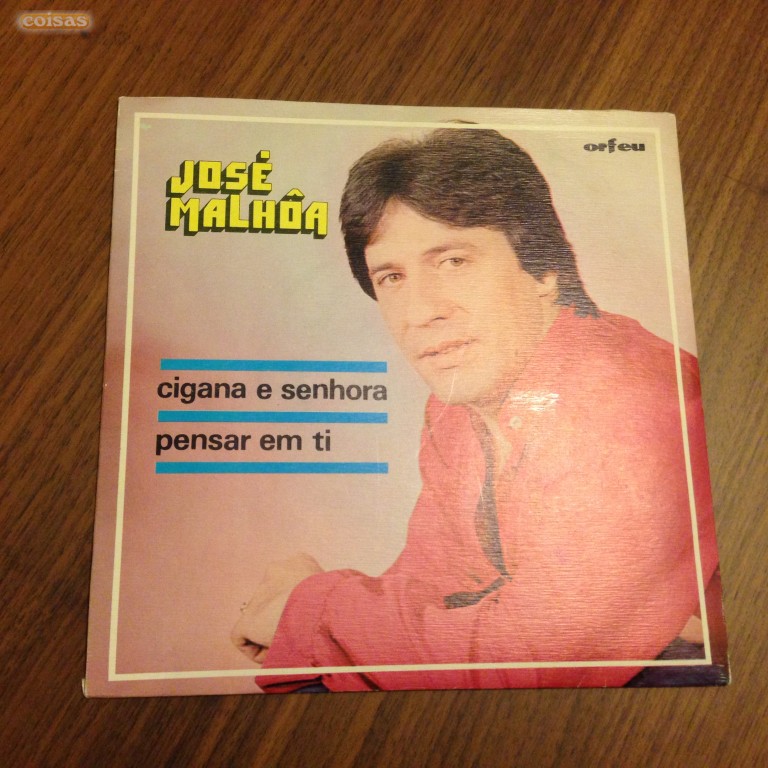 coisas
orfeu
JOSÉ
MALHÔA
cigana e senhora
pensar em ti